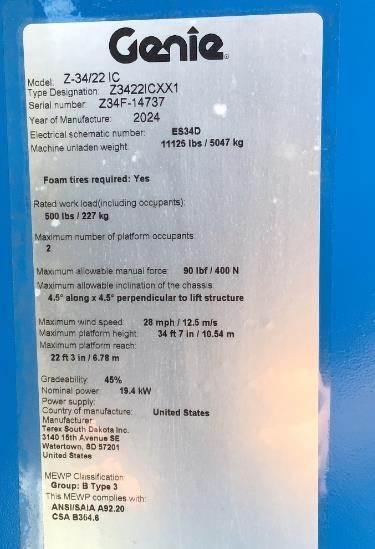 Genie
Model: Z-34/22 IC
Type Designation: Z3422ICXX1
Serial number: Z34F-14737
Year of Manufacture: 2024
Electrical schematic number: ES34D
Machine unladen weight: 11125 lbs / 5047 kg
Foam tires required: Yes
Rated work load(including occupants):
500 lbs / 227 kg
Maximum number of platform occupants:
2
Maximum allowable manual force: 90 lbf / 400 N
Maximum allowable inclination of the chassis:
4.5° along x 4.5° perpendicular to lift structure
Maximum wind speed: 28 mph / 12.5 m/s
Maximum platform height: 34 ft 7 in / 10.54 m
Maximum platform reach:
22 ft 3 in / 6.78 m
Gradeability: 45%
Nominal power: 19.4 kW
Power supply:
Country of manufacture: United States
Manufacturer
Terex South Dakota Inc.
3140 15th Avenue SE
Watertown, SD 57201
United States
MEWP Classification
Group: B Type 3
This MEWP complies with:
ANSI/SAIA A92.20
CSA B354.6